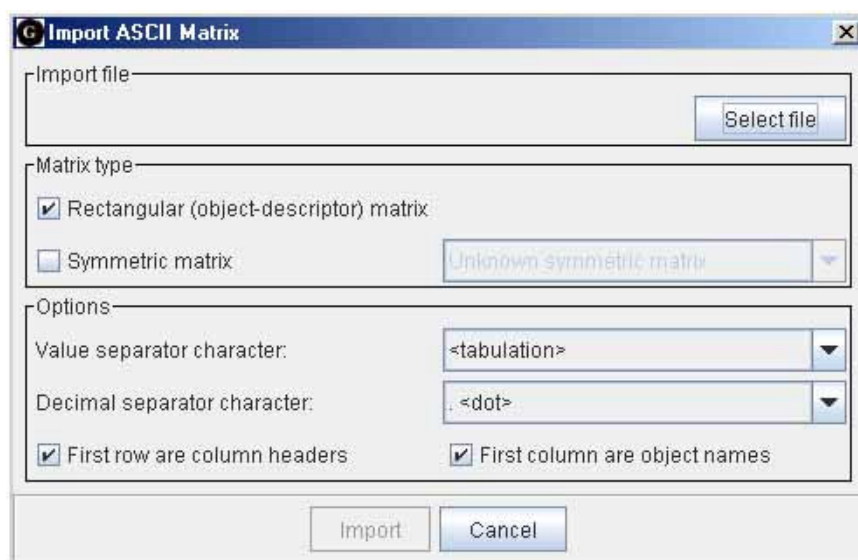 G Import ASCII Matrix
Import file
Select file
Matrix type
Rectangular (object-descriptor) matrix
Symmetric matrix
Unknown symmetric matrix
Options
Value separator character:
<tabulation>
Decimal separator character:
. <dot>
First row are column headers
First column are object names
Import
Cancel